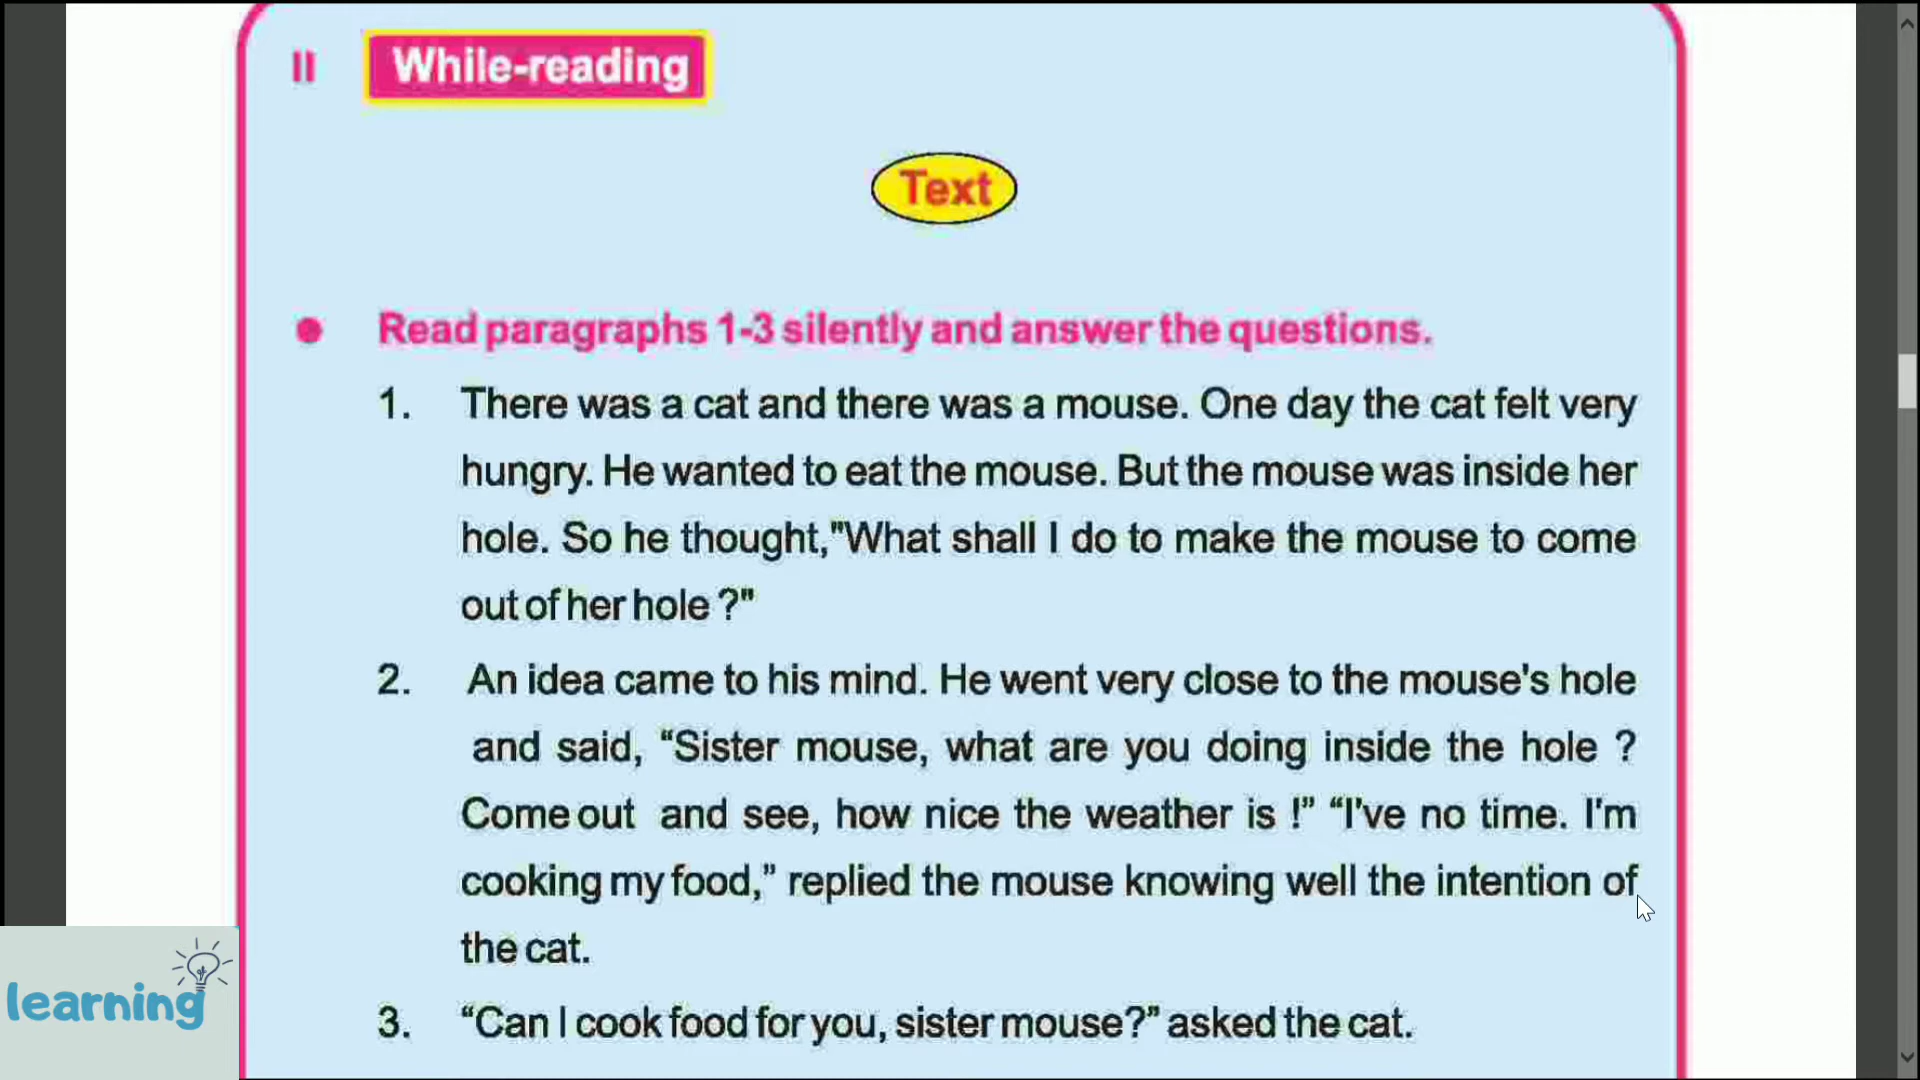 II While-reading
Text
● Read paragraphs 1-3 silently and answer the questions.
1. There was a cat and there was a mouse. One day the cat felt very
hungry. He wanted to eat the mouse. But the mouse was inside her
hole. So he thought,"What shall I do to make the mouse to come
out of her hole ?"
2. An idea came to his mind. He went very close to the mouse's hole
and said, “Sister mouse, what are you doing inside the hole ?
Come out and see, how nice the weather is !” “I've no time. I'm
cooking my food,” replied the mouse knowing well the intention of
the cat.
3. “Can I cook food for you, sister mouse?” asked the cat.
learning